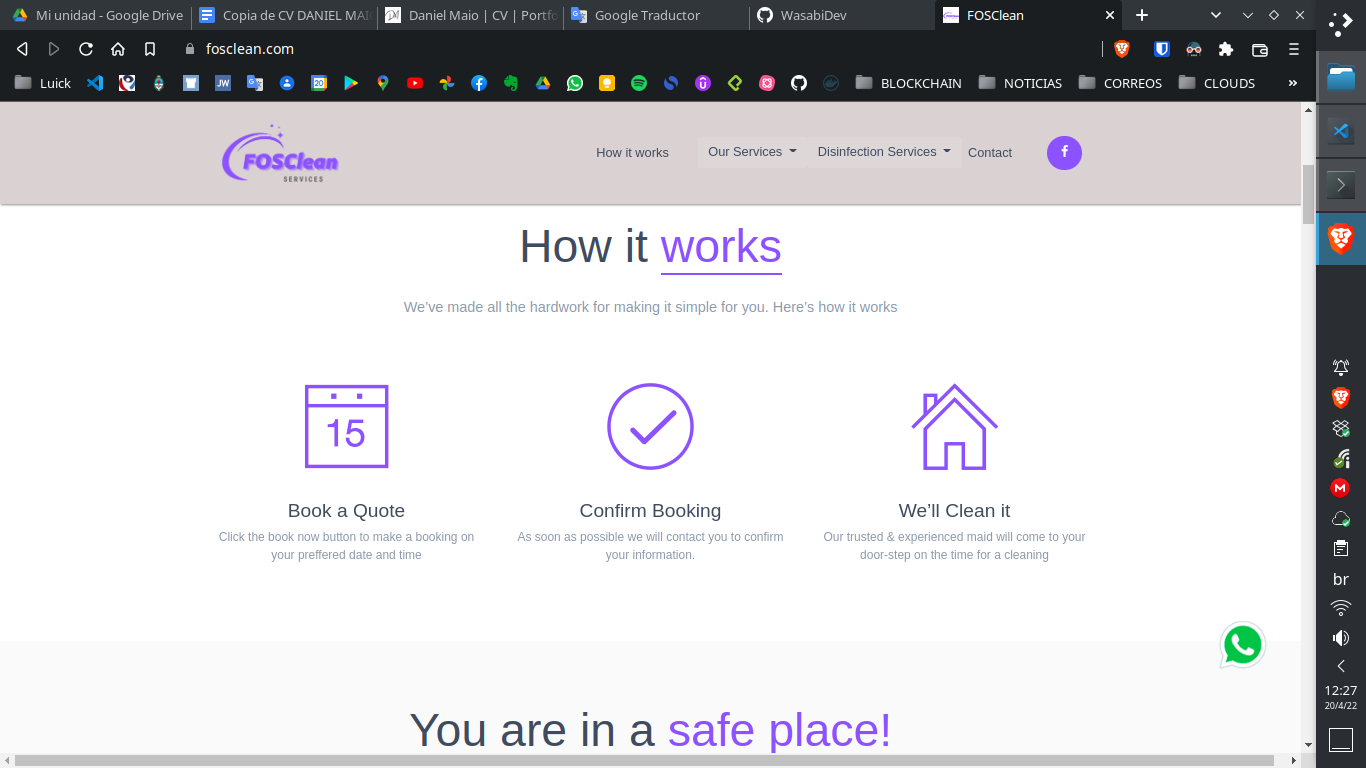 Mi unidad - Google Drive
Copia de CV DANIEL MAIO
Daniel Maio | CV | Portfo
Google Traductor
WasabiDev
FOSClean
fosclean.com
Luick
JW
20
BLOCKCHAIN
NOTICIAS
CORREOS
CLOUDS
FOSClean
SERVICES
How it works
Our Services
Disinfection Services
Contact
How it works
We've made all the hardwork for making it simple for you. Here's how it works
15
Book a Quote
Click the book now button to make a booking on
your preffered date and time
Confirm Booking
As soon as possible we will contact you to confirm
your information.
We'll Clean it
Our trusted & experienced maid will come to your
door-step on the time for a cleaning
You are in a safe place!
br
12:27
20/4/22